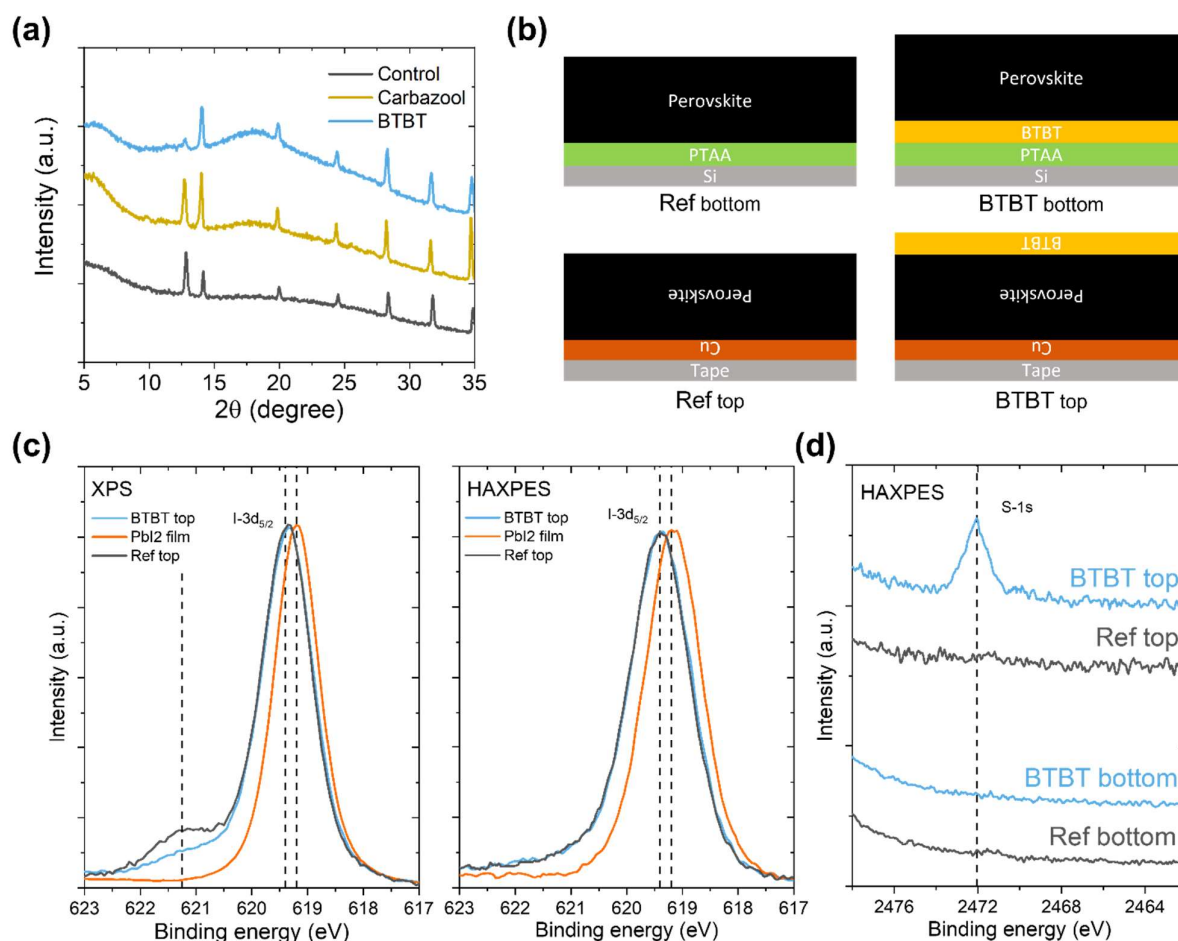 (a)
Control
Carbazool
BTBT
Intensity (a.u.)
5 10 15 20 25 30 35
2θ (degree)
(b)
Perovskite
PTAA
Si
Ref bottom
Perovskite
BTBT
PTAA
Si
BTBT bottom
Perovskite
Cu
Tape
Ref top
BTBT
Perovskite
Cu
Tape
BTBT top
(c)
XPS
BTBT top
PbI2 film
Ref top
I-3d5/2
Intensity (a.u.)
623 622 621 620 619 618 617
Binding energy (eV)
HAXPES
BTBT top
PbI2 film
Ref top
I-3d5/2
623 622 621 620 619 618 617
Binding energy (eV)
(d)
HAXPES
S-1s
BTBT top
Ref top
BTBT bottom
Ref bottom
Intensity (a.u.)
2476 2472 2468 2464
Binding energy (eV)